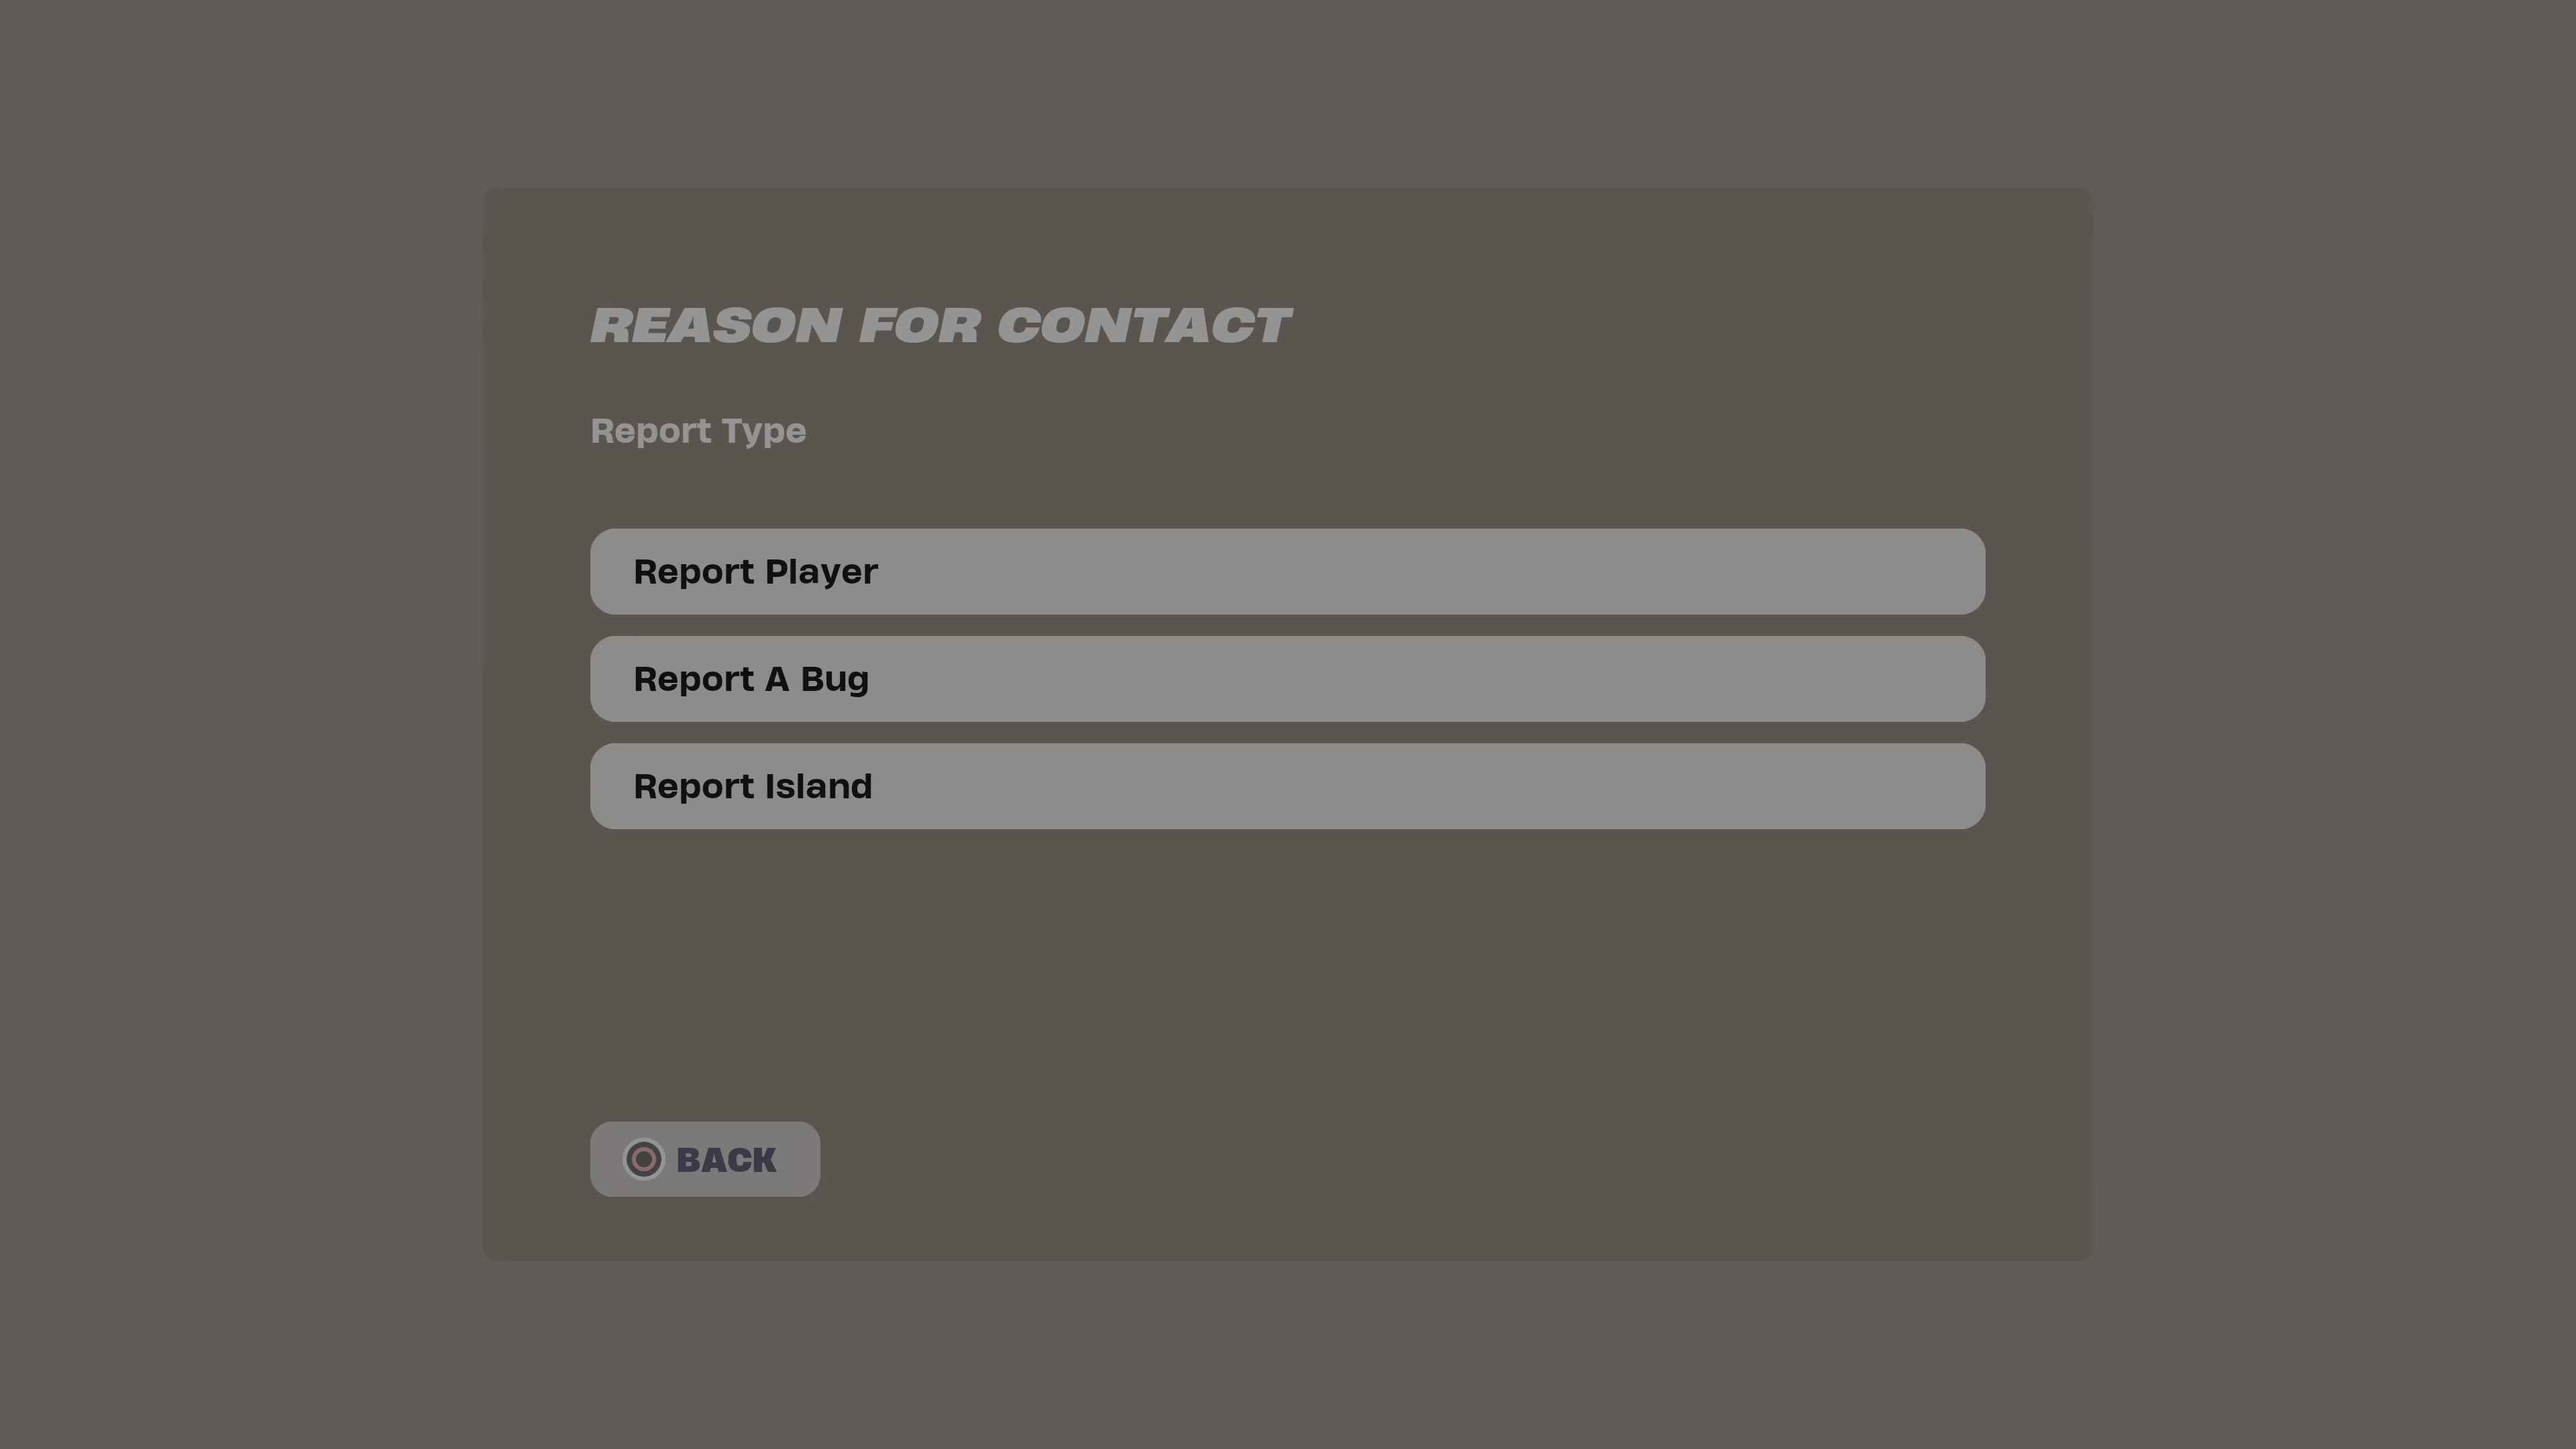 REASON FOR CONTACT
Report Type
Report Player
Report A Bug
Report Island
BACK